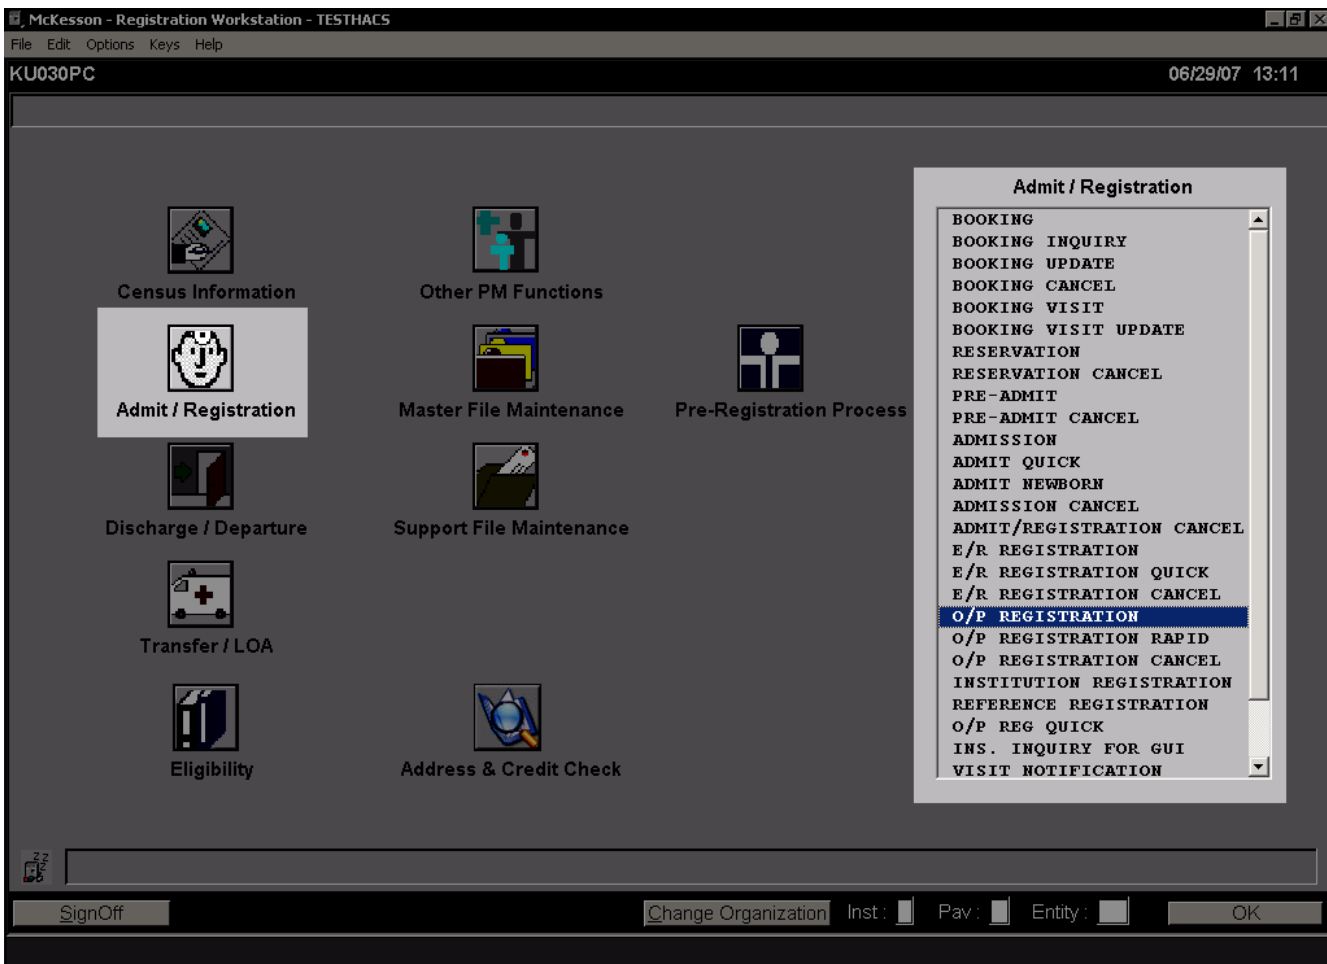 McKesson - Registration Workstation - TESTHACS
File Edit Options Keys Help
KU030PC 06/29/07 13:11
Census Information
Other PM Functions
Admit / Registration
Master File Maintenance
Pre-Registration Process
Discharge / Departure
Support File Maintenance
Transfer / LOA
Eligibility
Address & Credit Check
Admit / Registration
BOOKING
BOOKING INQUIRY
BOOKING UPDATE
BOOKING CANCEL
BOOKING VISIT
BOOKING VISIT UPDATE
RESERVATION
RESERVATION CANCEL
PRE-ADMIT
PRE-ADMIT CANCEL
ADMISSION
ADMIT QUICK
ADMIT NEWBORN
ADMISSION CANCEL
ADMIT/REGISTRATION CANCEL
E/R REGISTRATION
E/R REGISTRATION QUICK
E/R REGISTRATION CANCEL
O/P REGISTRATION
O/P REGISTRATION RAPID
O/P REGISTRATION CANCEL
INSTITUTION REGISTRATION
REFERENCE REGISTRATION
O/P REG QUICK
INS. INQUIRY FOR GUI
VISIT NOTIFICATION
zzz
SignOff Change Organization Inst : Pav : Entity : OK